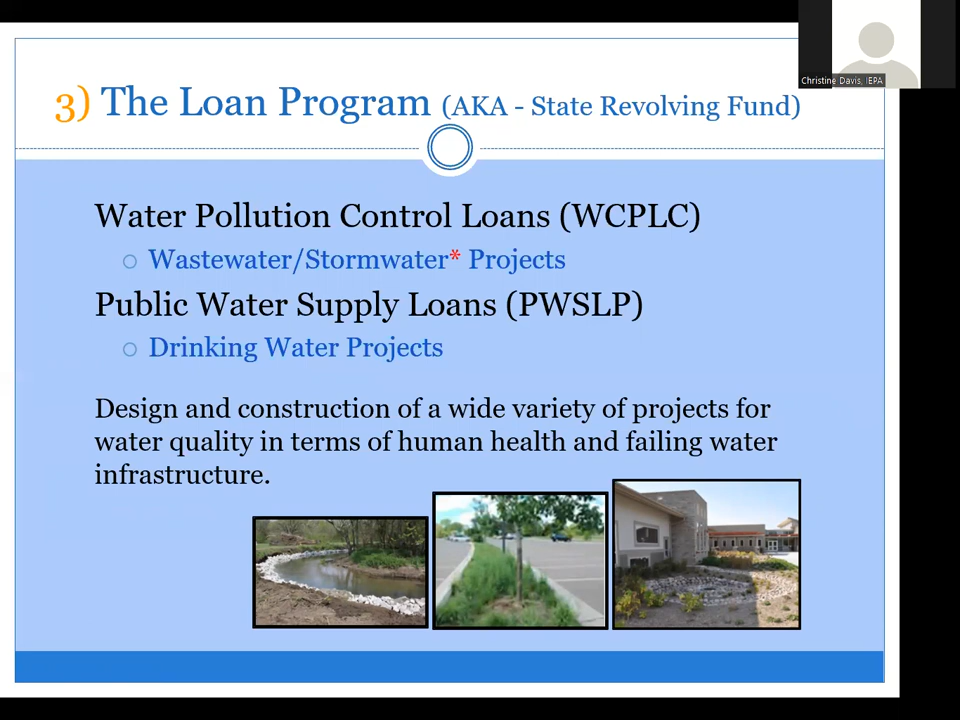 Christine Davis, IEPA
3) The Loan Program (AKA - State Revolving Fund)
Water Pollution Control Loans (WCPLC)
Wastewater/Stormwater* Projects
Public Water Supply Loans (PWSLP)
Drinking Water Projects
Design and construction of a wide variety of projects for
water quality in terms of human health and failing water
infrastructure.